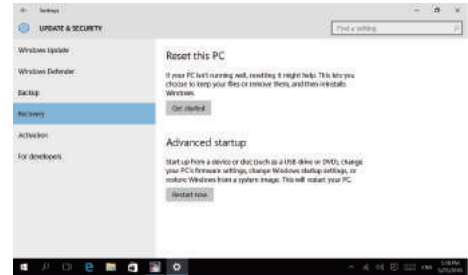 Settings
UPDATE & SECURITY
Find a setting
Windows Update
Windows Defender
Backup
Recovery
Activation
For developers
Reset this PC
If your PC isn't running well, resetting it might help. This lets you
choose to keep your files or remove them, and then reinstalls
Windows.
Get started
Advanced startup
Start up from a device or disc (such as a USB drive or DVD), change
your PC's firmware settings, change Windows startup settings, or
restore Windows from a system image. This will restart your PC.
Restart now
ENG